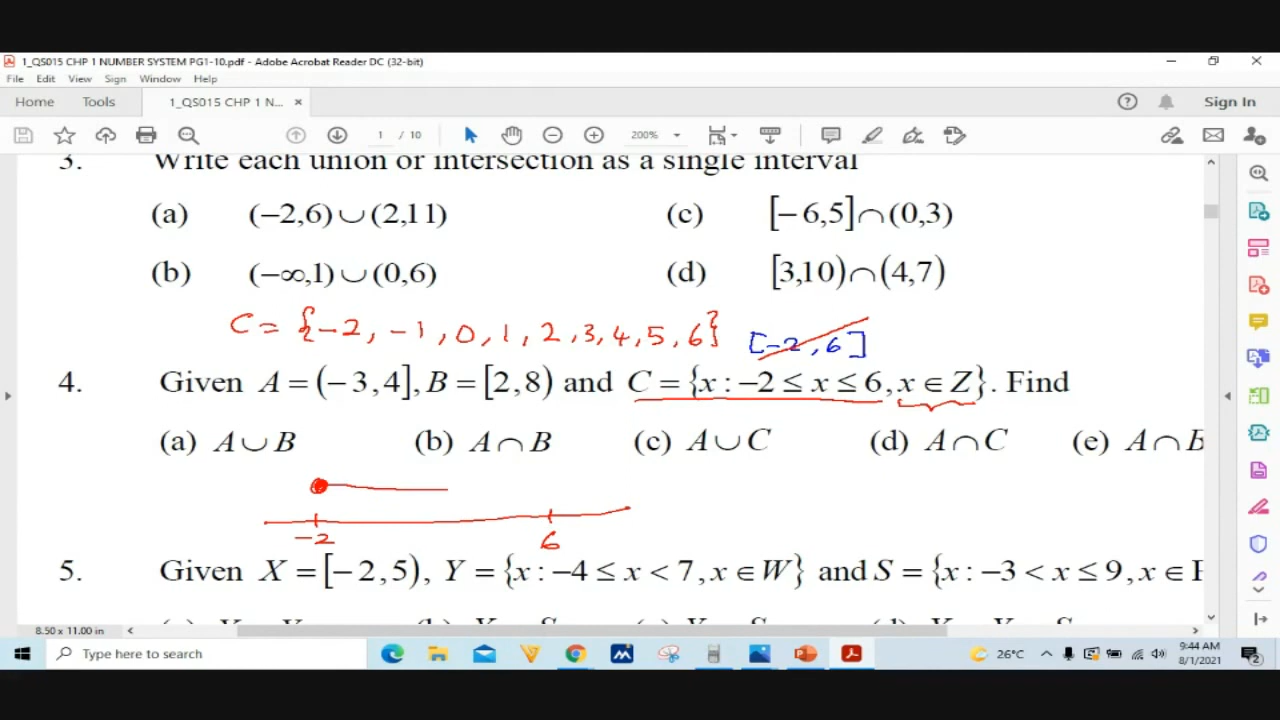 1_QS015 CHP 1 NUMBER SYSTEM PG1-10.pdf - Adobe Acrobat Reader DC (32-bit)
File Edit View Sign Window Help
Home Tools 1_QS015 CHP 1 N... × Sign In
1 / 10 200%
3. Write each union or intersection as a single interval
(a) (−2,6)∪(2,11) (c) [−6,5]∩(0,3)
(b) (−∞,1)∪(0,6) (d) [3,10)∩(4,7)
C = {−2, −1, 0, 1, 2, 3, 4, 5, 6} [−2, 6]
4. Given A = (−3,4], B = [2,8) and C = {x : −2 ≤ x ≤ 6, x ∈ Z}. Find
(a) A∪B (b) A∩B (c) A∪C (d) A∩C (e) A∩
−2 6
5. Given X = [−2,5), Y = {x : −4 ≤ x < 7, x ∈ W} and S = {x : −3 < x ≤ 9, x ∈
8.50 x 11.00 in
Type here to search 26°C 9:44 AM
8/1/2021 2